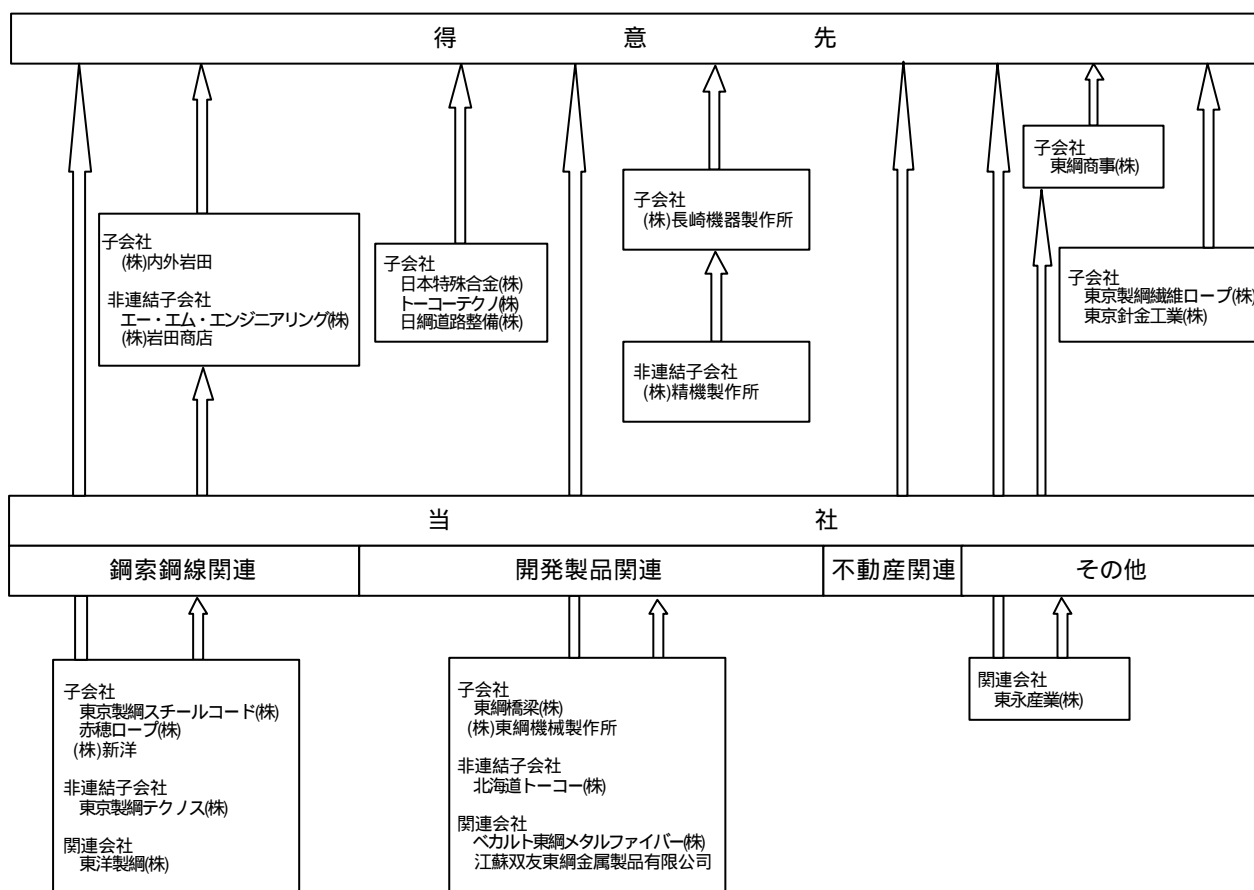 得意先
子会社
東綱商事(株)
子会社
(株)長崎機器製作所
子会社
(株)内外岩田
非連結子会社
エー・エム・エンジニアリング(株)
(株)岩田商店
子会社
日本特殊合金(株)
トーコーテクノ(株)
日綱道路整備(株)
子会社
東京製綱繊維ロープ(株)
東京針金工業(株)
非連結子会社
(株)精機製作所
当社
鋼索鋼線関連
開発製品関連
不動産関連
その他
子会社
東京製綱スチールコード(株)
赤穂ロープ(株)
(株)新洋
非連結子会社
東京製綱テクノス(株)
関連会社
東洋製綱(株)
子会社
東綱橋梁(株)
(株)東綱機械製作所
非連結子会社
北海道トーコー(株)
関連会社
ベカルト東綱メタルファイバー(株)
江蘇双友東綱金属製品有限公司
関連会社
東永産業(株)